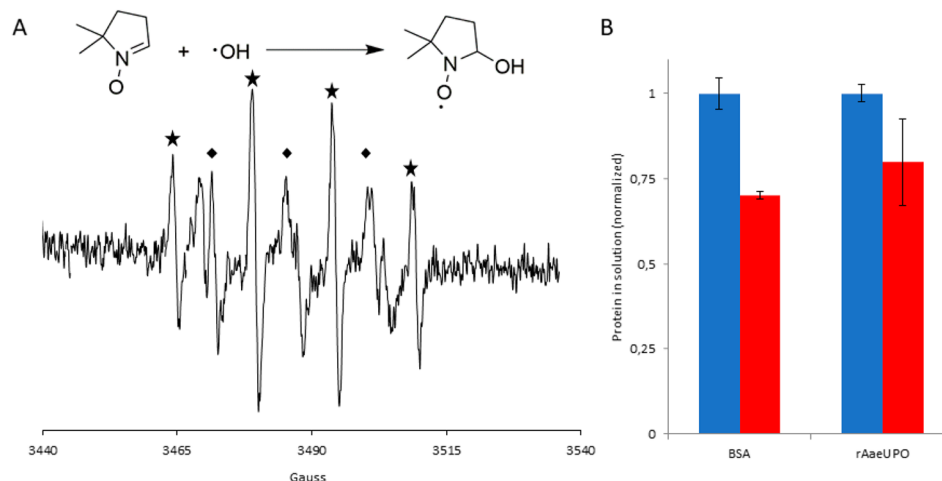 A
N
O
+
·OH
N
O
·
OH
3440
3465
3490
3515
3540
Gauss
B
Protein in solution (normalized)
1
0,75
0,5
0,25
0
BSA
rAaeUPO